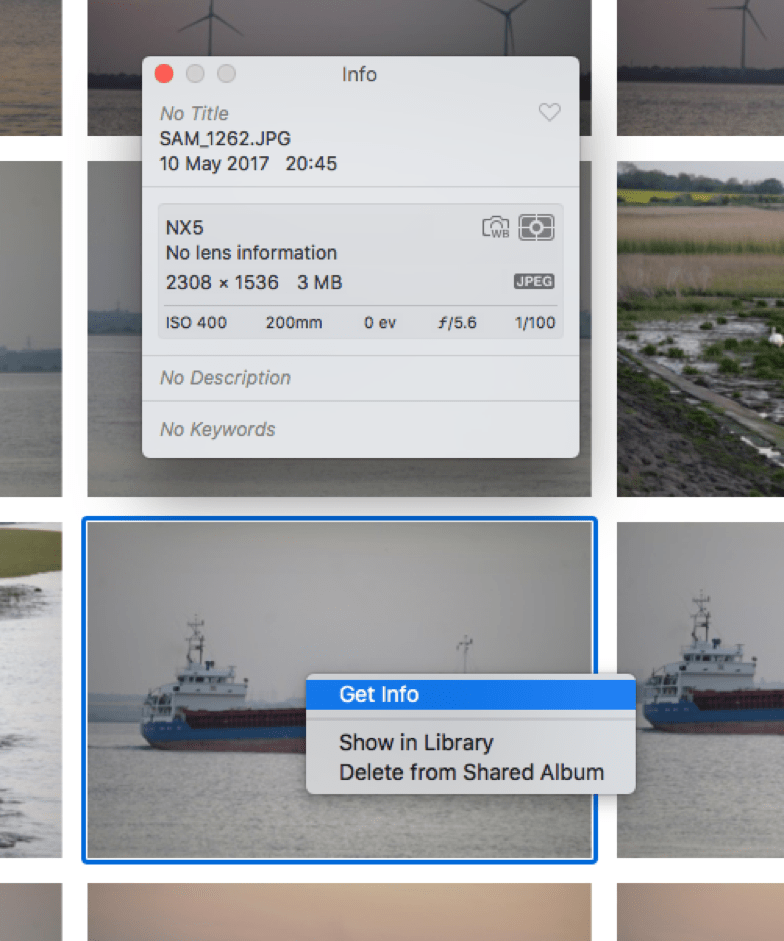 Info
No Title
SAM_1262.JPG
10 May 2017 20:45
NX5
WB
No lens information
2308 × 1536 3 MB
JPEG
ISO 400 200mm 0 ev ƒ/5.6 1/100
No Description
No Keywords
Get Info
Show in Library
Delete from Shared Album